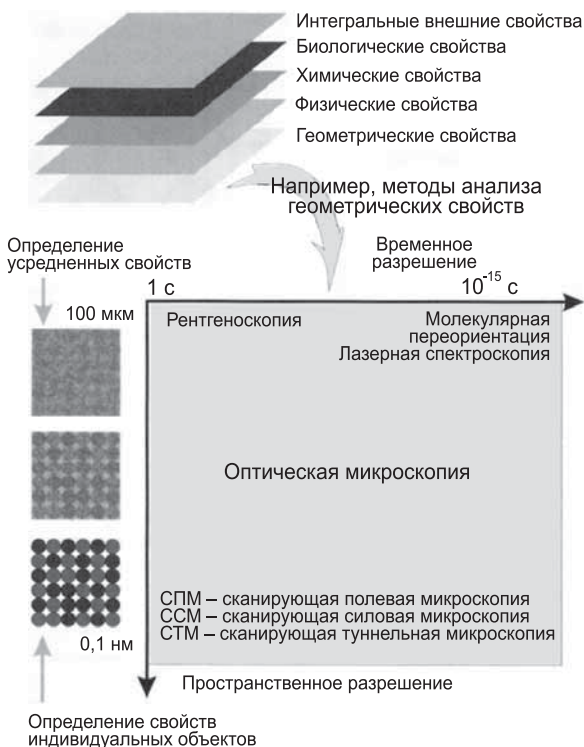 Интегральные внешние свойства
Биологические свойства
Химические свойства
Физические свойства
Геометрические свойства
Например, методы анализа
геометрических свойств
Определение
усредненных свойств
Временное
разрешение
1 с
10⁻¹⁵ с
100 мкм
Рентгеноскопия
Молекулярная
переориентация
Лазерная спектроскопия
Оптическая микроскопия
СПМ – сканирующая полевая микроскопия
ССМ – сканирующая силовая микроскопия
СТМ – сканирующая туннельная микроскопия
0,1 нм
Пространственное разрешение
Определение свойств
индивидуальных объектов